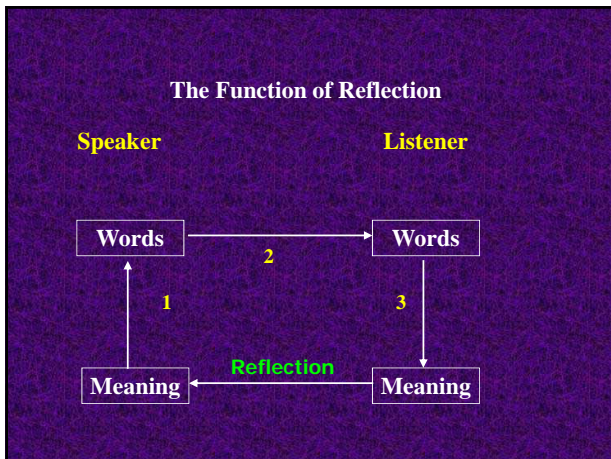 The Function of Reflection
Speaker Listener
Words Words
2
1 3
Reflection
Meaning Meaning